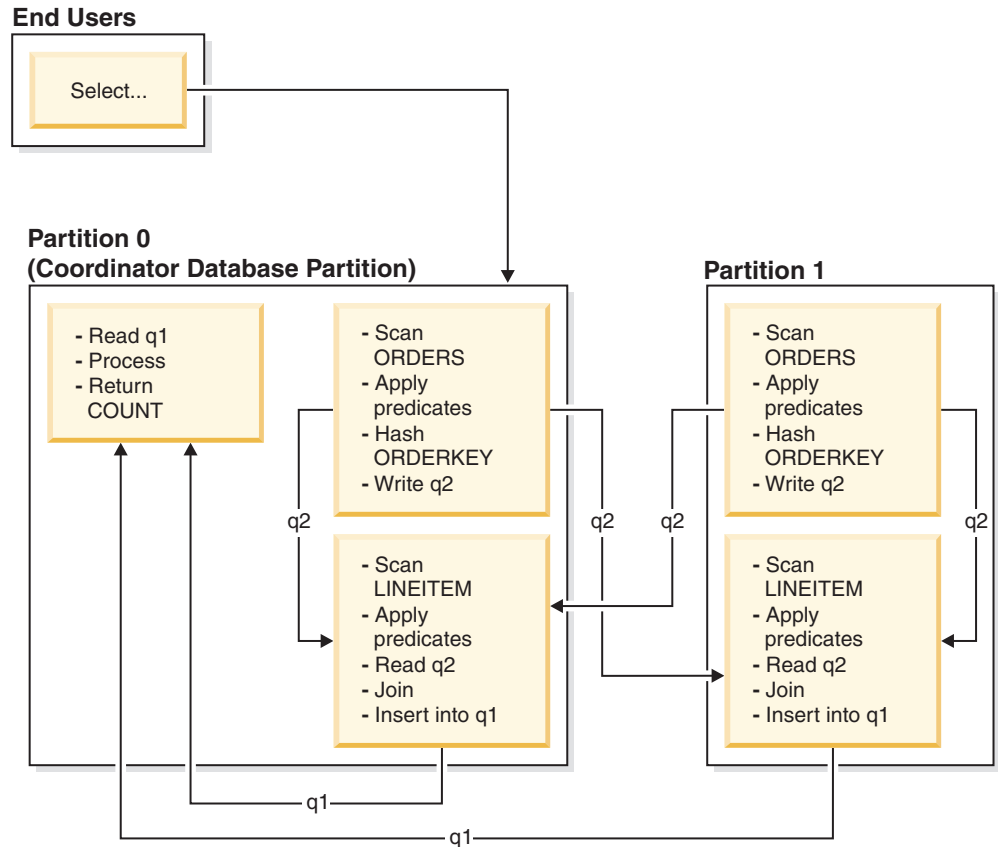 End Users
Select...
Partition 0
(Coordinator Database Partition)
- Read q1
- Process
- Return
COUNT
- Scan
ORDERS
- Apply
predicates
- Hash
ORDERKEY
- Write q2
q2
- Scan
LINEITEM
- Apply
predicates
- Read q2
- Join
- Insert into q1
q2
q2
Partition 1
- Scan
ORDERS
- Apply
predicates
- Hash
ORDERKEY
- Write q2
q2
- Scan
LINEITEM
- Apply
predicates
- Read q2
- Join
- Insert into q1
q1
q1